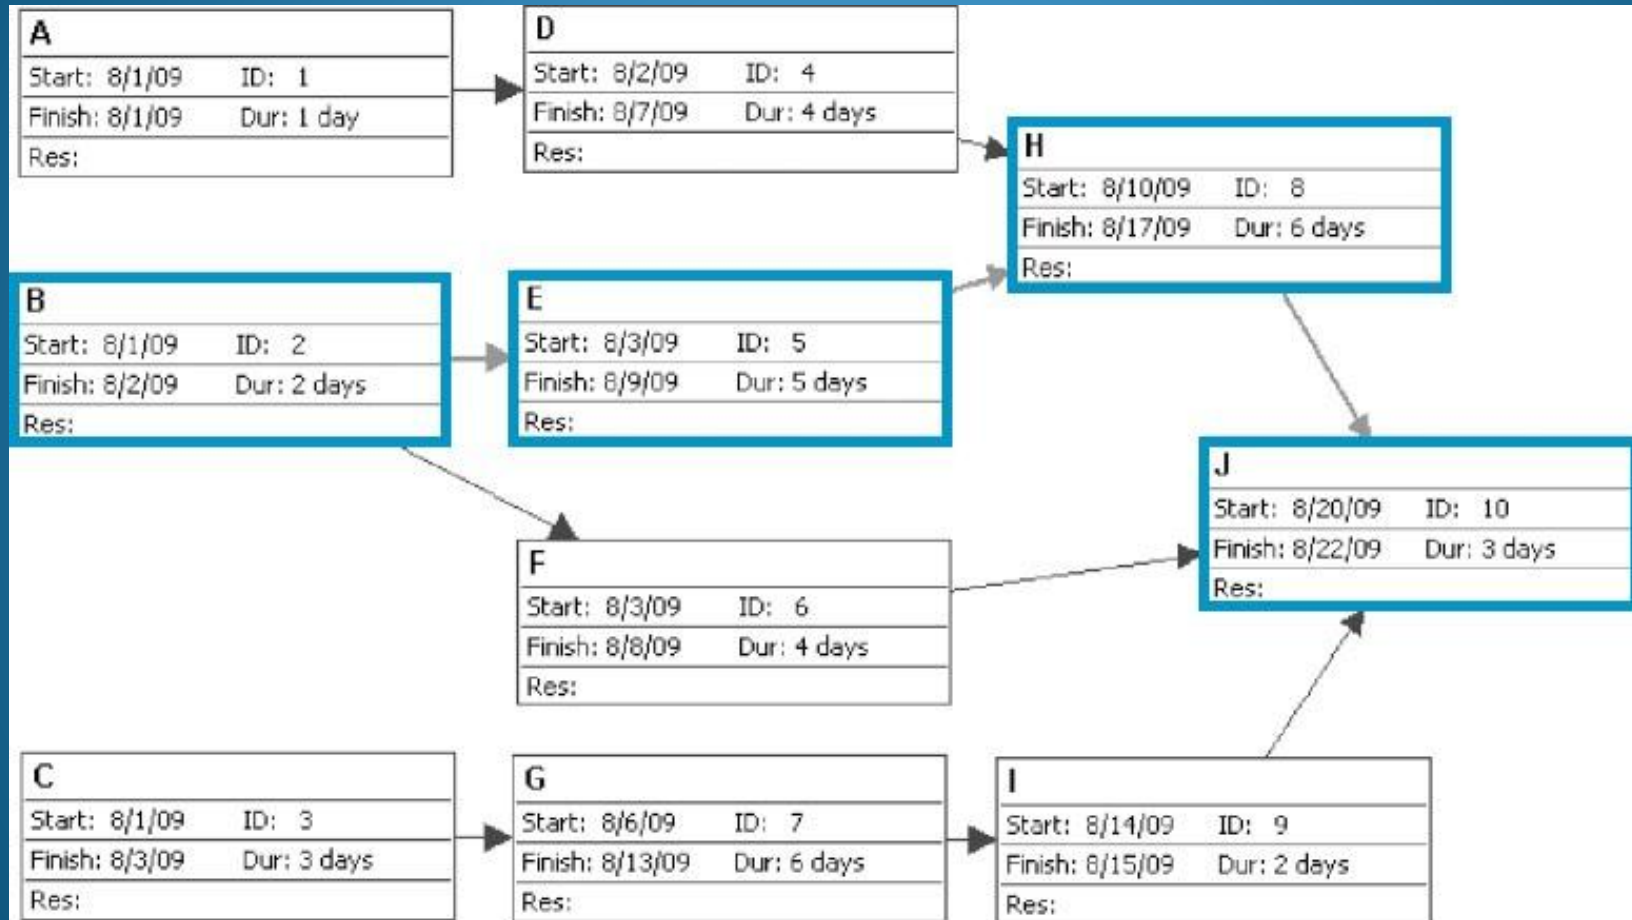 A
Start: 8/1/09 ID: 1
Finish: 8/1/09 Dur: 1 day
Res:
D
Start: 8/2/09 ID: 4
Finish: 8/7/09 Dur: 4 days
Res:
H
Start: 8/10/09 ID: 8
Finish: 8/17/09 Dur: 6 days
Res:
B
Start: 8/1/09 ID: 2
Finish: 8/2/09 Dur: 2 days
Res:
E
Start: 8/3/09 ID: 5
Finish: 8/9/09 Dur: 5 days
Res:
J
Start: 8/20/09 ID: 10
Finish: 8/22/09 Dur: 3 days
Res:
F
Start: 8/3/09 ID: 6
Finish: 8/8/09 Dur: 4 days
Res:
C
Start: 8/1/09 ID: 3
Finish: 8/3/09 Dur: 3 days
Res:
G
Start: 8/6/09 ID: 7
Finish: 8/13/09 Dur: 6 days
Res:
I
Start: 8/14/09 ID: 9
Finish: 8/15/09 Dur: 2 days
Res: